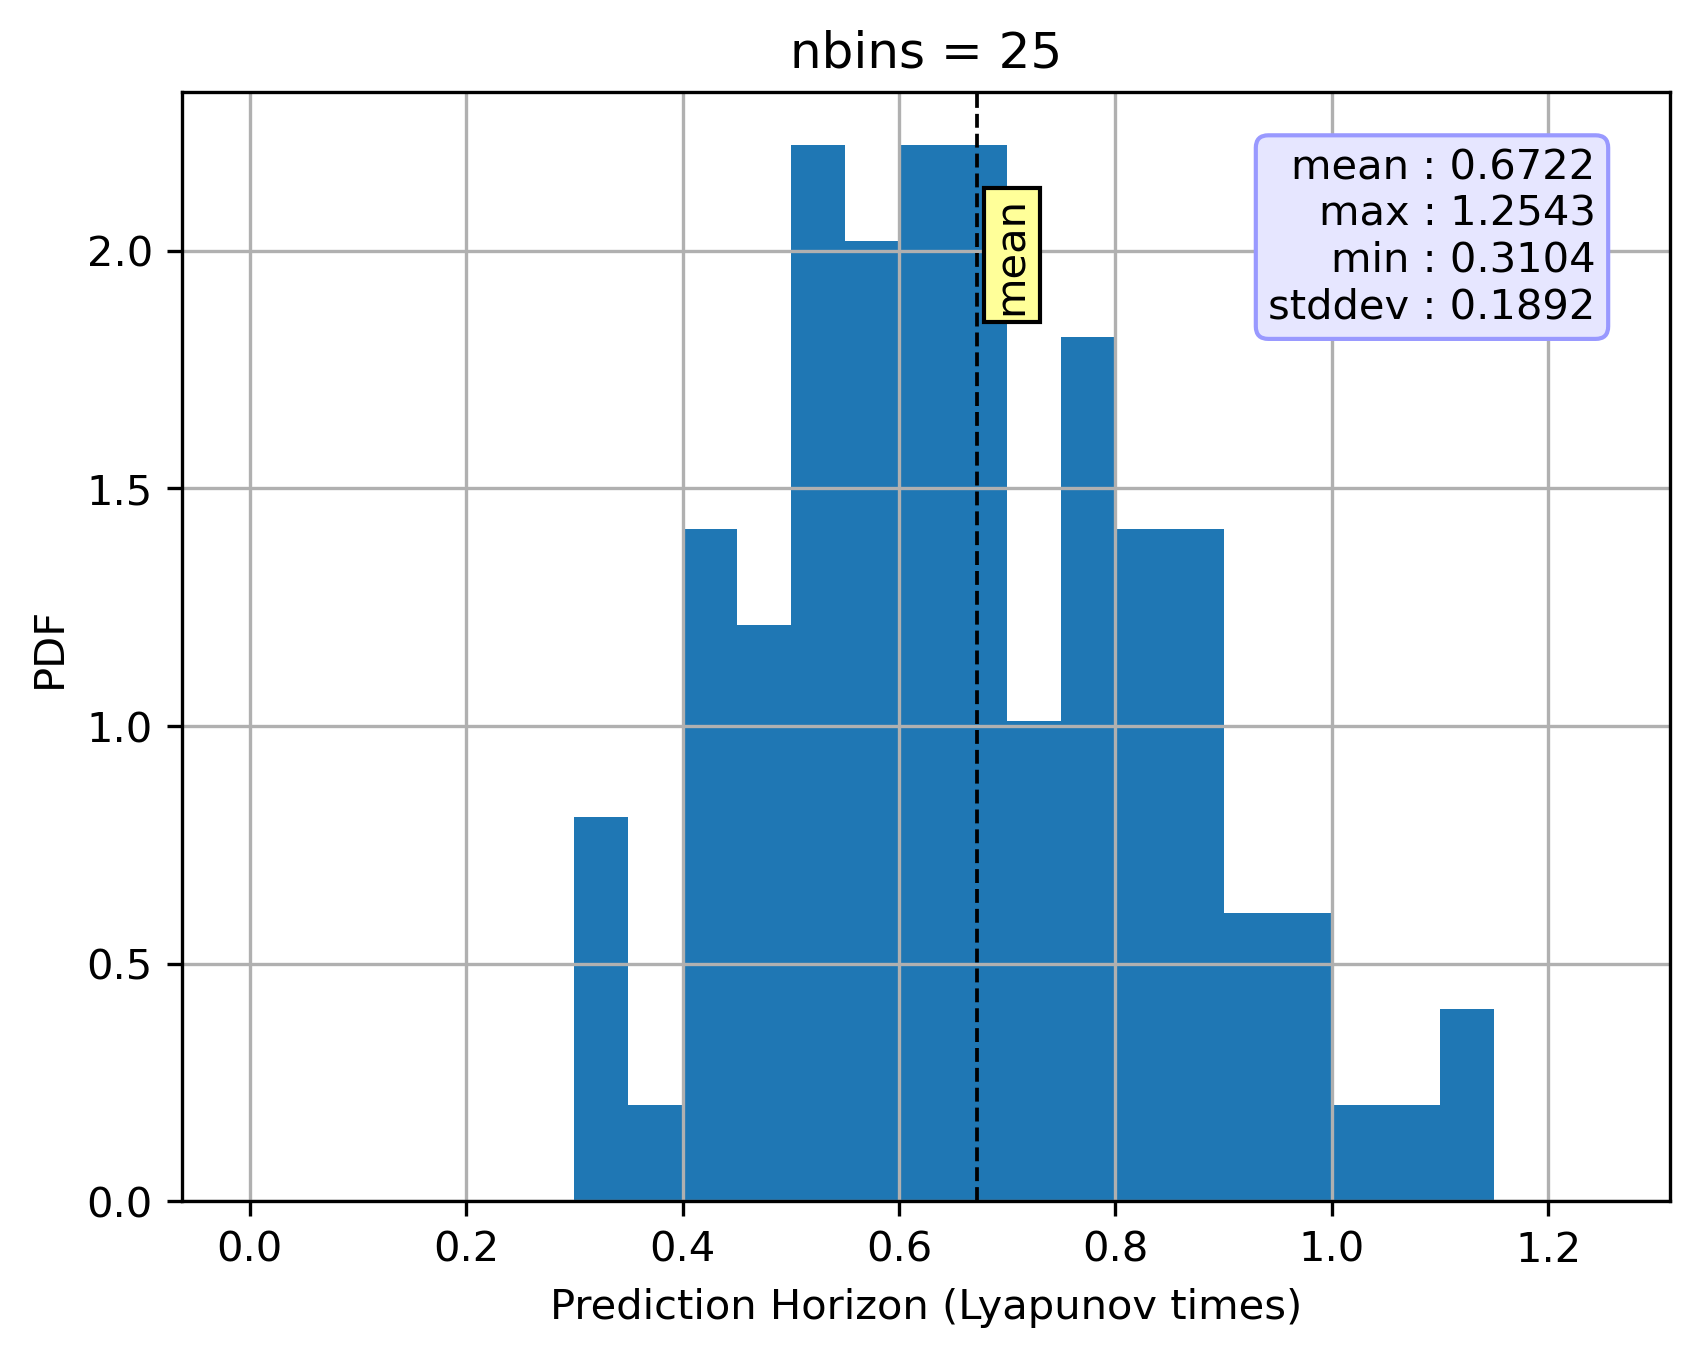 nbins = 25
mean : 0.6722
max : 1.2543
min : 0.3104
stddev : 0.1892
mean
PDF
2.0
1.5
1.0
0.5
0.0
0.0 0.2 0.4 0.6 0.8 1.0 1.2
Prediction Horizon (Lyapunov times)